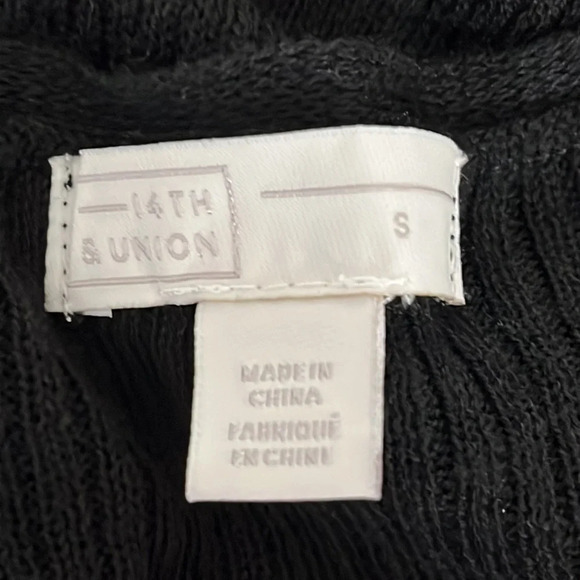 14TH
& UNION
S
MADE IN
CHINA
FABRIQUÉ
EN CHINE